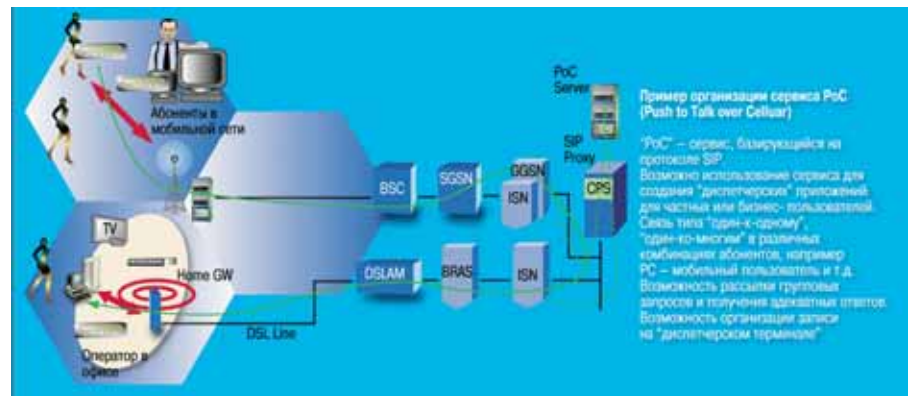 Абоненты в
мобильной сети
TV
Home GW
Оператор в
офисе
DSL Line
BSC
SGSN
GGSN
ISN
DSLAM
BRAS
ISN
PoC
Server
SIP
Proxy
CPS
Пример организации сервиса PoC
(Push to Talk over Celluar)
"PoC" – сервис, базирующийся на
протоколе SIP.
Возможно использование сервиса для
создания "диспетчерских" приложений
для частных или бизнес- пользователей.
Связь типа "один-к-одному",
"один-ко-многим" в различных
комбинациях абонентов, например
PC – мобильный пользователь и т.д.
Возможность рассылки групповых
запросов и получения адекватных ответов.
Возможность организации записи
на "диспетчерском терминале"